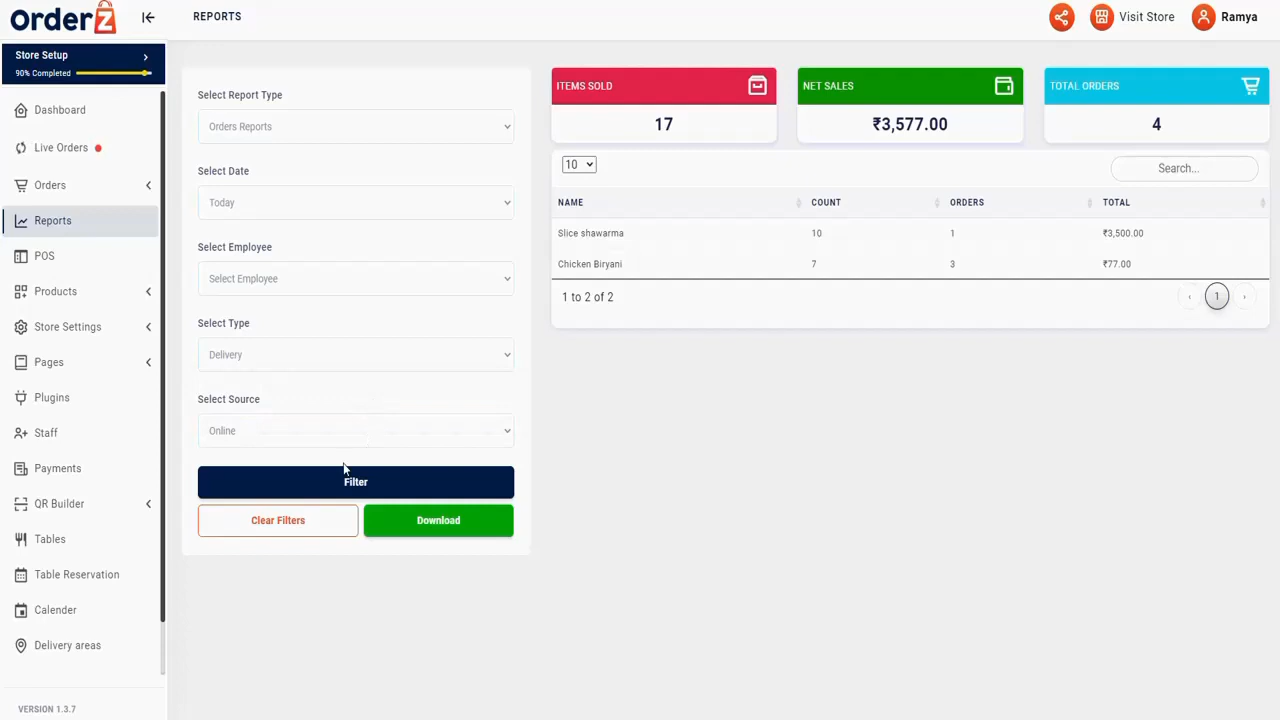 OrderZ
REPORTS
Visit Store
Ramya
Store Setup
90% Completed
Dashboard
Live Orders
Orders
Reports
POS
Products
Store Settings
Pages
Plugins
Staff
Payments
QR Builder
Tables
Table Reservation
Calender
Delivery areas
VERSION 1.3.7
Select Report Type
Orders Reports
Select Date
Today
Select Employee
Select Employee
Select Type
Delivery
Select Source
Online
Filter
Clear Filters
Download
ITEMS SOLD
17
NET SALES
₹3,577.00
TOTAL ORDERS
4
10
Search...
NAME COUNT ORDERS TOTAL
Slice shawarma 10 1 ₹3,500.00
Chicken Biryani 7 3 ₹77.00
1 to 2 of 2
‹ 1 ›